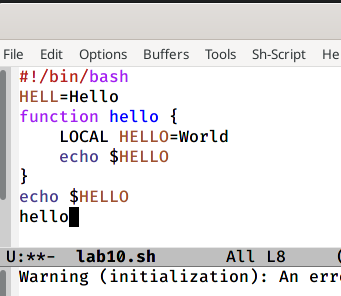 File Edit Options Buffers Tools Sh-Script He
#!/bin/bash
HELL=Hello
function hello {
    LOCAL HELLO=World
    echo $HELLO
}
echo $HELLO
hello
U:**- lab10.sh All L8 (
Warning (initialization): An erro